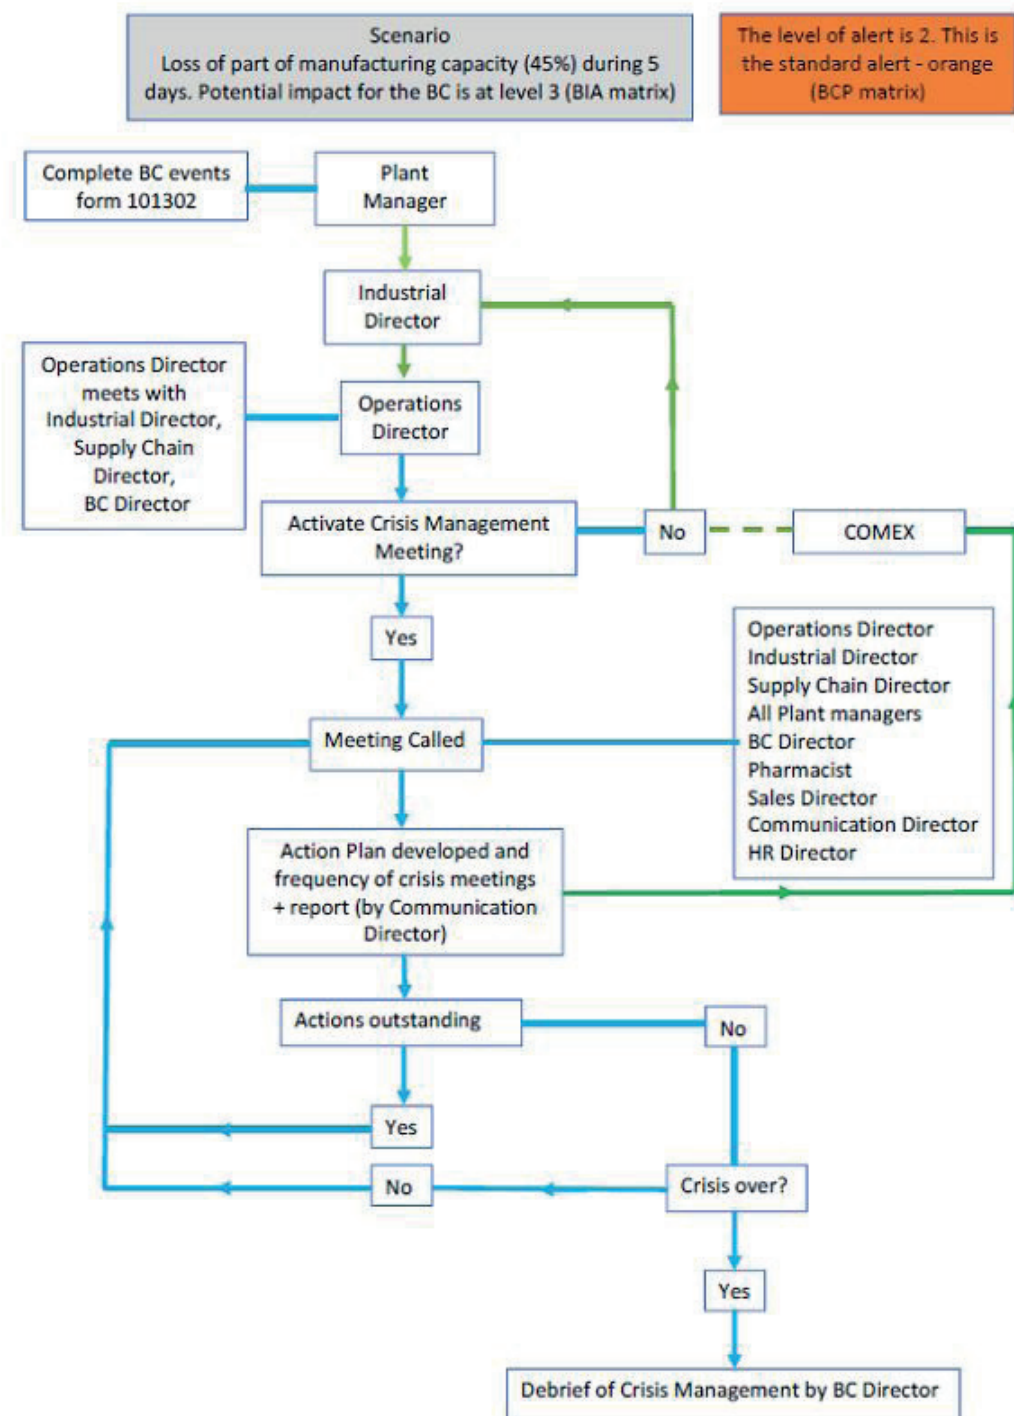 Scenario
Loss of part of manufacturing capacity (45%) during 5
days. Potential impact for the BC is at level 3 (BIA matrix)
The level of alert is 2. This is
the standard alert - orange
(BCP matrix)
Complete BC events
form 101302
Plant
Manager
Industrial
Director
Operations Director
meets with
Industrial Director,
Supply Chain
Director,
BC Director
Operations
Director
Activate Crisis Management
Meeting?
No
COMEX
Yes
Operations Director
Industrial Director
Supply Chain Director
All Plant managers
BC Director
Pharmacist
Sales Director
Communication Director
HR Director
Meeting Called
Action Plan developed and
frequency of crisis meetings
+ report (by Communication
Director)
Actions outstanding
No
Yes
No
Crisis over?
Yes
Debrief of Crisis Management by BC Director